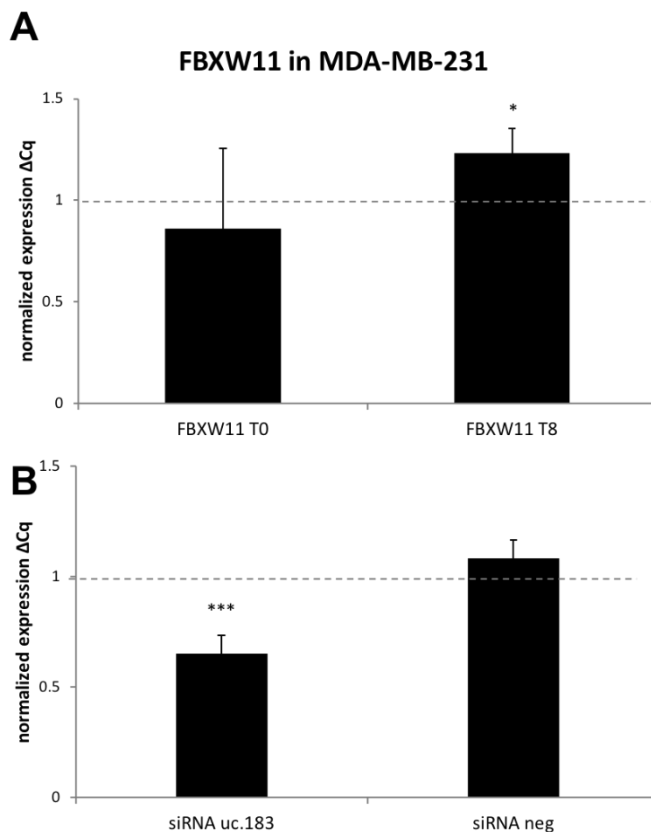 A
FBXW11 in MDA-MB-231
normalized expression ΔCq
1.5
1
0.5
0
*
FBXW11 T0
FBXW11 T8
B
normalized expression ΔCq
1.5
1
0.5
0
***
siRNA uc.183
siRNA neg